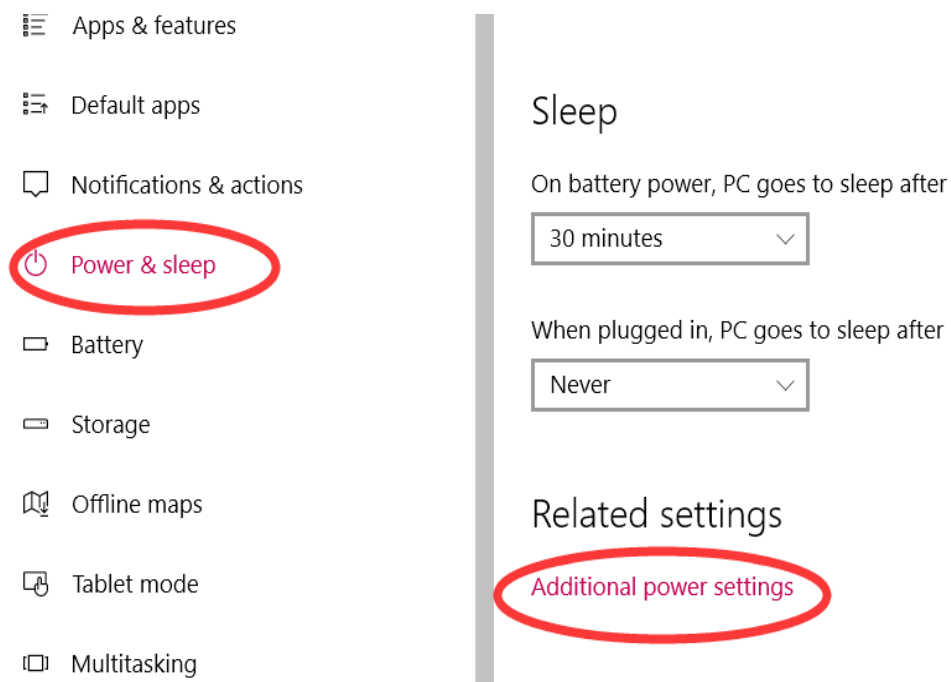 Apps & features
Default apps
Notifications & actions
Power & sleep
Battery
Storage
Offline maps
Tablet mode
Multitasking
Sleep
On battery power, PC goes to sleep after
30 minutes
When plugged in, PC goes to sleep after
Never
Related settings
Additional power settings